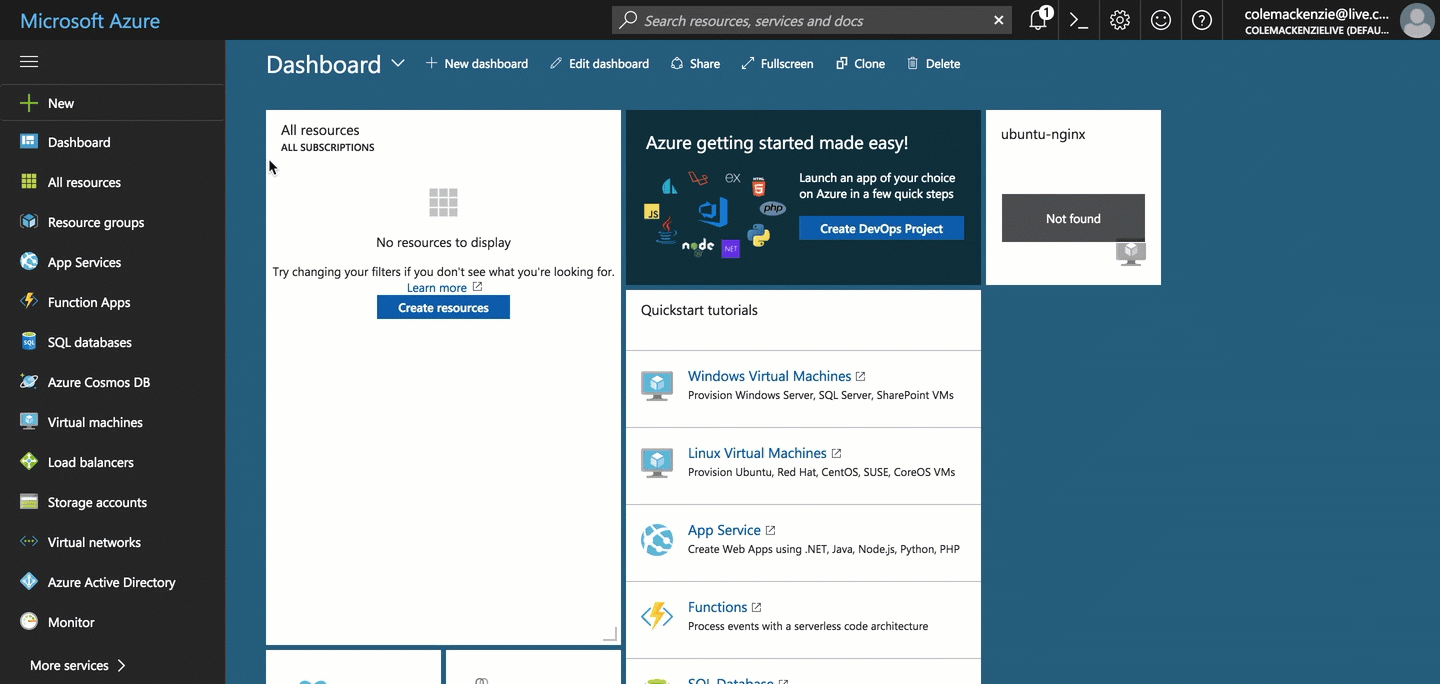 Microsoft Azure
Search resources, services and docs
1
colemackenzie@live.c...
COLEMACKENZIELIVE (DEFAU...
New
Dashboard
All resources
Resource groups
App Services
Function Apps
SQL databases
Azure Cosmos DB
Virtual machines
Load balancers
Storage accounts
Virtual networks
Azure Active Directory
Monitor
More services
Dashboard
New dashboard
Edit dashboard
Share
Fullscreen
Clone
Delete
All resources
ALL SUBSCRIPTIONS
No resources to display
Try changing your filters if you don't see what you're looking for.
Learn more
Create resources
Azure getting started made easy!
Launch an app of your choice
on Azure in a few quick steps
Create DevOps Project
EX
HTML
5
JS
php
Java
node
NET
ubuntu-nginx
Not found
Quickstart tutorials
Windows Virtual Machines
Provision Windows Server, SQL Server, SharePoint VMs
Linux Virtual Machines
Provision Ubuntu, Red Hat, CentOS, SUSE, CoreOS VMs
App Service
Create Web Apps using .NET, Java, Node.js, Python, PHP
Functions
Process events with a serverless code architecture
SQL Database